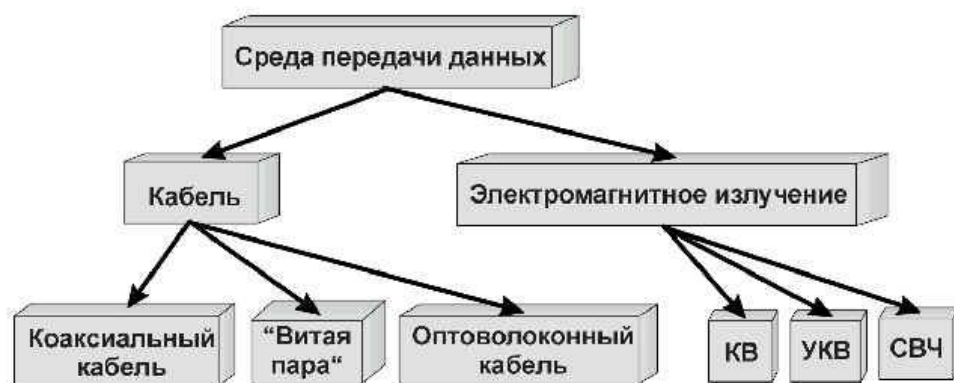 Среда передачи данных
Кабель
Электромагнитное излучение
Коаксиальный
кабель
“Витая
пара“
Оптоволоконный
кабель
КВ
УКВ
СВЧ